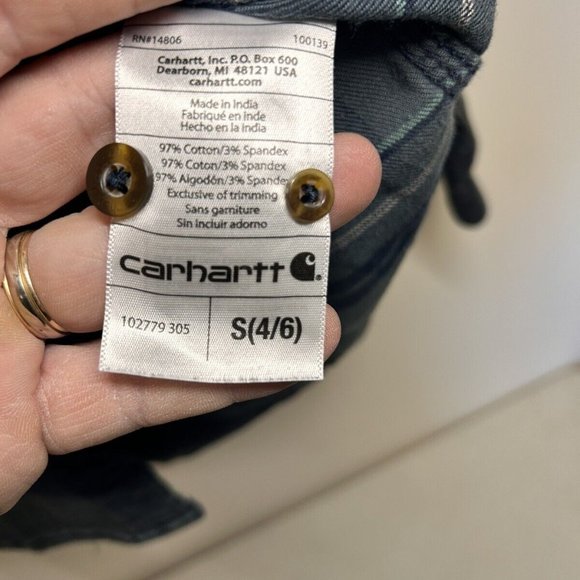 RN#14806 100139
Carhartt, Inc. P.O. Box 600
Dearborn, MI 48121 USA
carhartt.com
Made in India
Fabriqué en Inde
Hecho en la India
97% Cotton/3% Spandex
97% Coton/3% Spandex
97% Algodón/3% Spandex
Exclusive of trimming
Sans garniture
Sin incluir adorno
carhartt
102779 305 S(4/6)